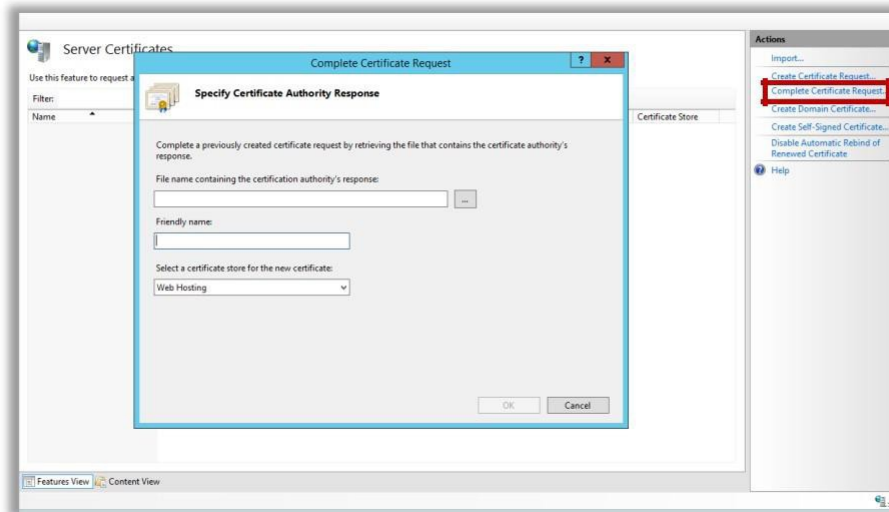 Server Certificates
Use this feature to request a
Filter:
Name
Certificate Store
Complete Certificate Request
?
x
Specify Certificate Authority Response
Complete a previously created certificate request by retrieving the file that contains the certificate authority's
response.
File name containing the certification authority's response:
...
Friendly name:
Select a certificate store for the new certificate:
Web Hosting
OK
Cancel
Features View
Content View
Actions
Import...
Create Certificate Request...
Complete Certificate Request..
Create Domain Certificate...
Create Self-Signed Certificate...
Disable Automatic Rebind of
Renewed Certificate
Help